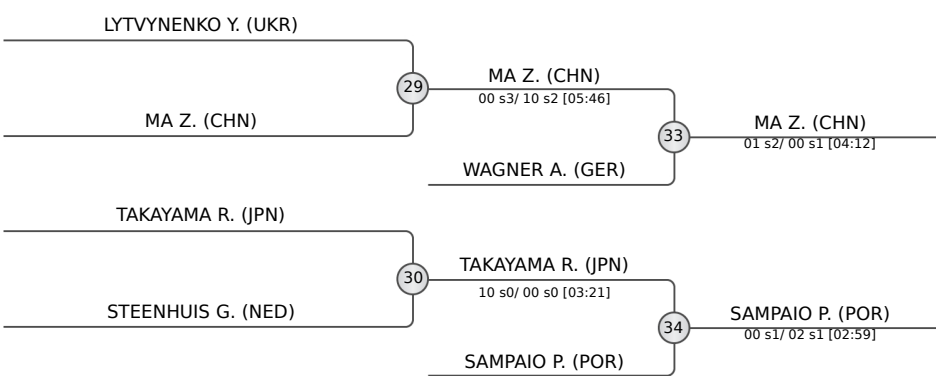 LYTVYNENKO Y. (UKR)
29
MA Z. (CHN)
00 s3/ 10 s2 [05:46]
MA Z. (CHN)
33
MA Z. (CHN)
01 s2/ 00 s1 [04:12]
WAGNER A. (GER)
TAKAYAMA R. (JPN)
30
TAKAYAMA R. (JPN)
10 s0/ 00 s0 [03:21]
STEENHUIS G. (NED)
34
SAMPAIO P. (POR)
00 s1/ 02 s1 [02:59]
SAMPAIO P. (POR)